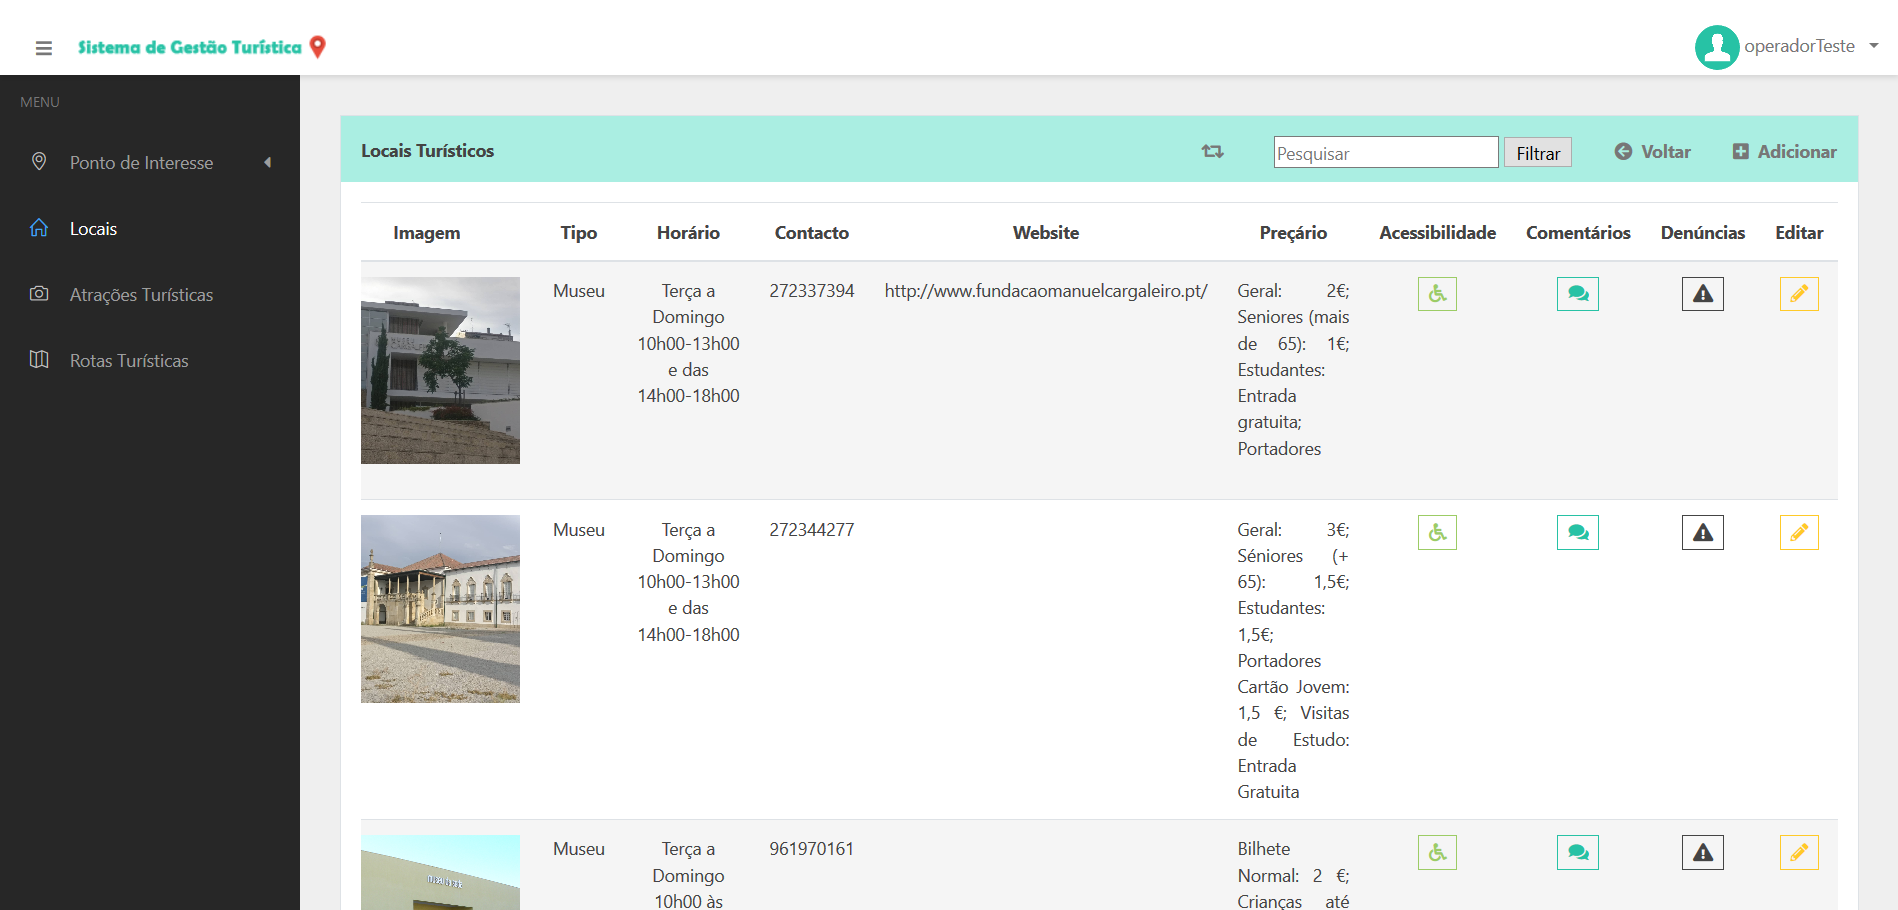 Sistema de Gestão Turística
operadorTeste
MENU
Ponto de Interesse
Locais
Atrações Turísticas
Rotas Turísticas
Locais Turísticos
Pesquisar
Filtrar
Voltar
Adicionar
Imagem Tipo Horário Contacto Website Preçário Acessibilidade Comentários Denúncias Editar
Museu
Terça a
Domingo
10h00-13h00
e das
14h00-18h00
272337394
http://www.fundacaomanuelcargaleiro.pt/
Geral: 2€;
Seniores (mais
de 65): 1€;
Estudantes:
Entrada
gratuita;
Portadores
Museu
Terça a
Domingo
10h00-13h00
e das
14h00-18h00
272344277
Geral: 3€;
Séniores (+
65): 1,5€;
Estudantes:
1,5€;
Portadores
Cartão Jovem:
1,5 €; Visitas
de Estudo:
Entrada
Gratuita
Museu
Terça a
Domingo
10h00 às
961970161
Bilhete
Normal: 2 €;
Crianças até